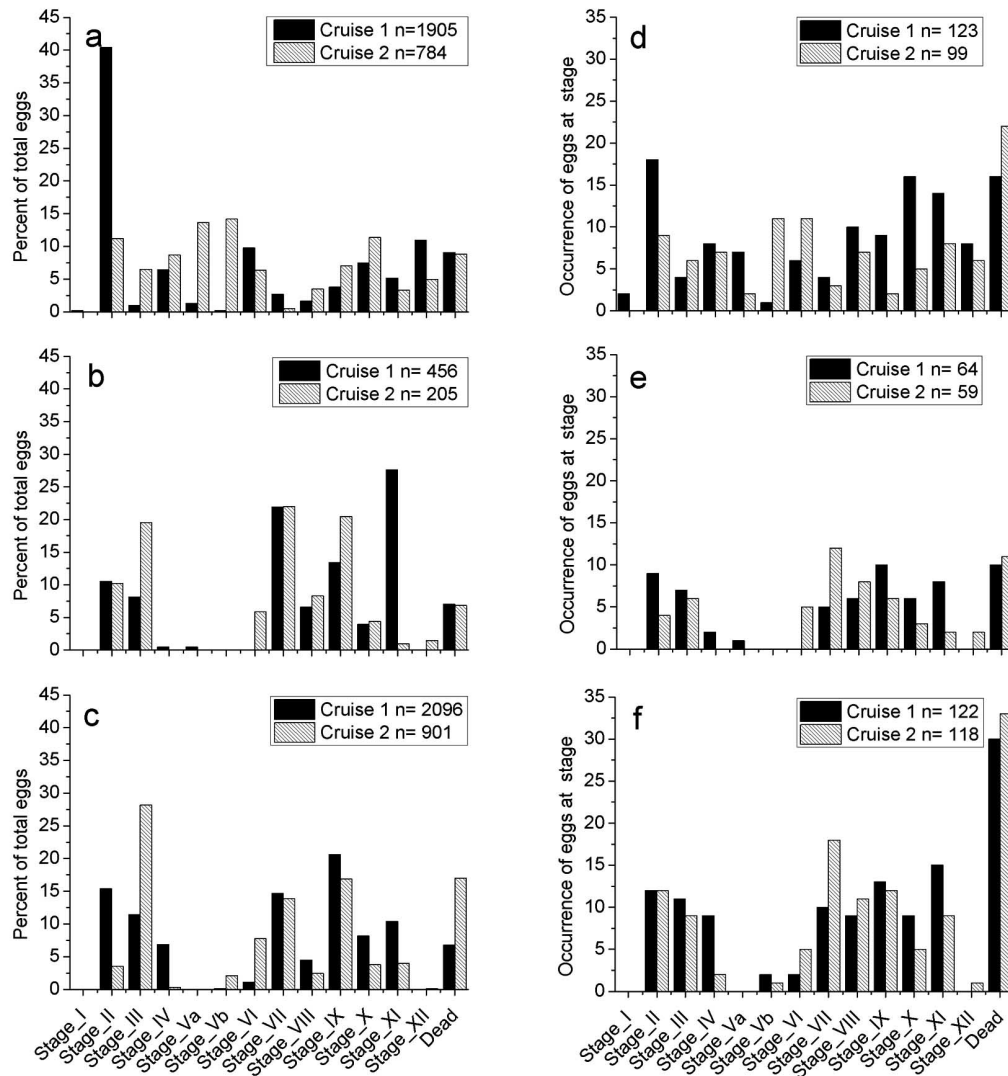 a
Cruise 1 n=1905
Cruise 2 n=784
Percent of total eggs
45
40
35
30
25
20
15
10
5
0
d
Cruise 1 n= 123
Cruise 2 n= 99
Occurrence of eggs at stage
35
30
25
20
15
10
5
0
b
Cruise 1 n= 456
Cruise 2 n= 205
Percent of total eggs
45
40
35
30
25
20
15
10
5
0
e
Cruise 1 n= 64
Cruise 2 n= 59
Occurrence of eggs at stage
35
30
25
20
15
10
5
0
c
Cruise 1 n= 2096
Cruise 2 n= 901
Percent of total eggs
45
40
35
30
25
20
15
10
5
0
Stage_I
Stage_II
Stage_III
Stage_IV
Stage_Va
Stage_Vb
Stage_VI
Stage_VII
Stage_VIII
Stage_IX
Stage_X
Stage_XI
Stage_XII
Dead
f
Cruise 1 n= 122
Cruise 2 n= 118
Occurrence of eggs at stage
35
30
25
20
15
10
5
0
Stage_I
Stage_II
Stage_III
Stage_IV
Stage_Va
Stage_Vb
Stage_VI
Stage_VII
Stage_VIII
Stage_IX
Stage_X
Stage_XI
Stage_XII
Dead